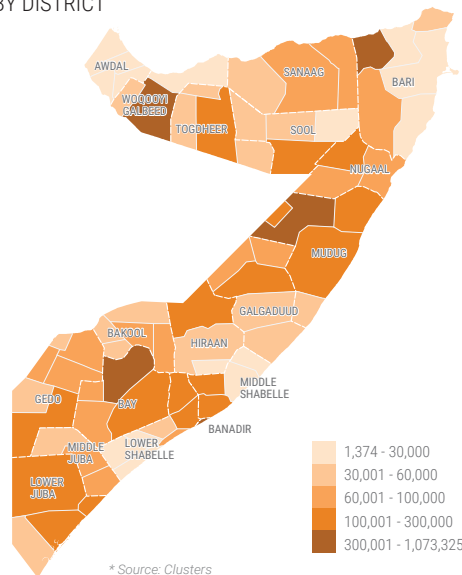 BY DISTRICT
AWDAL
SANAAG
BARI
WOQOOYI
GALBEED
TOGDHEER
SOOL
NUGAAL
MUDUG
GALGADUUD
BAKOOL
HIRAAN
MIDDLE
SHABELLE
GEDO
BAY
BANADIR
LOWER
SHABELLE
MIDDLE
JUBA
LOWER
JUBA
1,374 - 30,000
30,001 - 60,000
60,001 - 100,000
100,001 - 300,000
300,001 - 1,073,325
* Source: Clusters